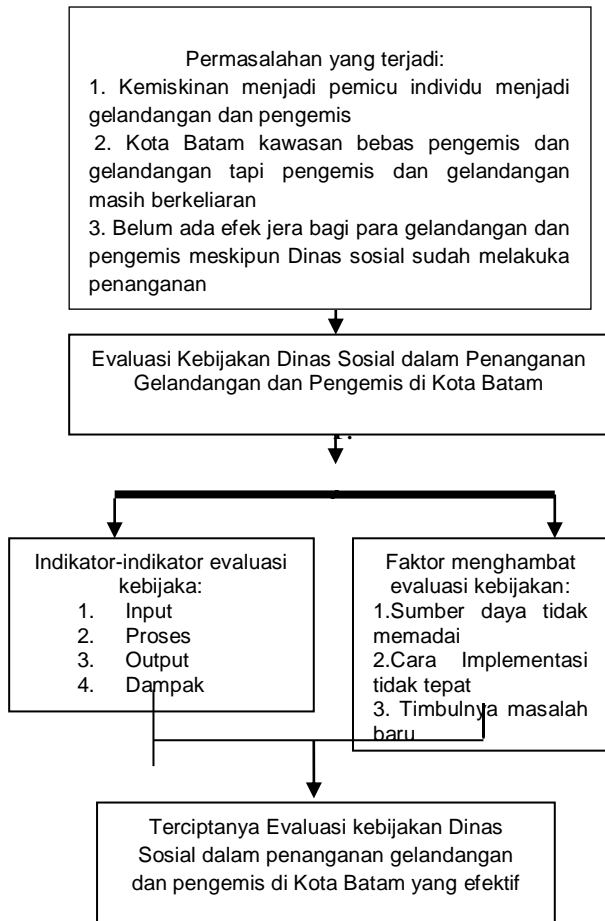 Permasalahan yang terjadi:
1. Kemiskinan menjadi pemicu individu menjadi
gelandangan dan pengemis
2. Kota Batam kawasan bebas pengemis dan
gelandangan tapi pengemis dan gelandangan
masih berkeliaran
3. Belum ada efek jera bagi para gelandangan dan
pengemis meskipun Dinas sosial sudah melakuka
penanganan
Evaluasi Kebijakan Dinas Sosial dalam Penanganan
Gelandangan dan Pengemis di Kota Batam
Indikator-indikator evaluasi
kebijaka:
1. Input
2. Proses
3. Output
4. Dampak
Faktor menghambat
evaluasi kebijakan:
1.Sumber daya tidak
memadai
2.Cara Implementasi
tidak tepat
3. Timbulnya masalah
baru
Terciptanya Evaluasi kebijakan Dinas
Sosial dalam penanganan gelandangan
dan pengemis di Kota Batam yang efektif